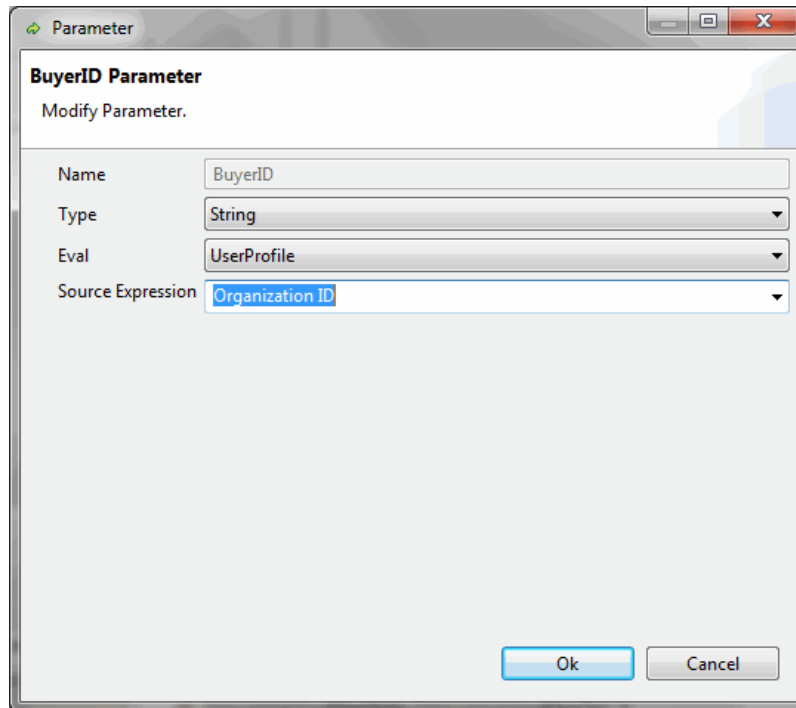 Parameter
BuyerID Parameter
Modify Parameter.
Name BuyerID
Type String
Eval UserProfile
Source Expression Organization ID
Ok Cancel